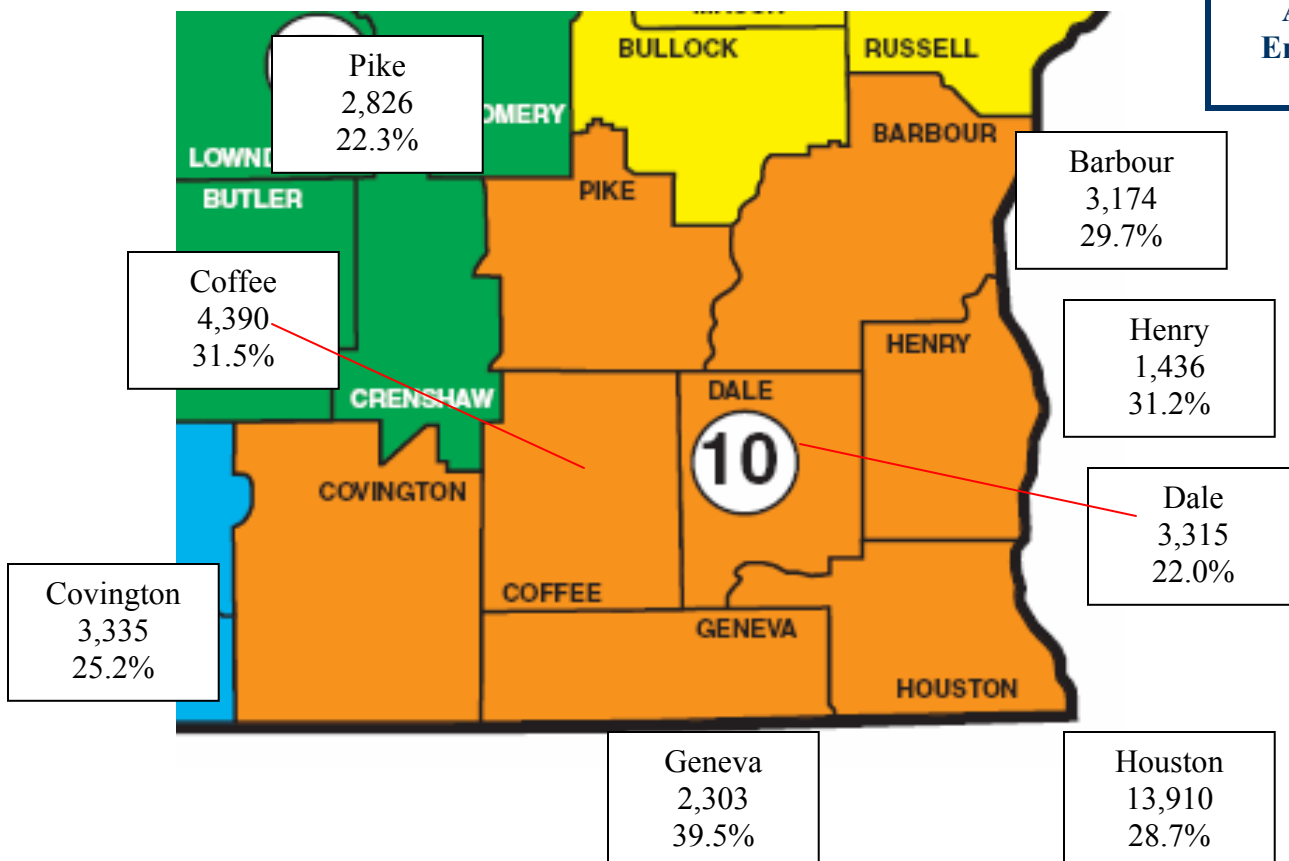 BULLOCK
RUSSELL
Pike
2,826
22.3%
BARBOUR
Barbour
3,174
29.7%
BUTLER
PIKE
Coffee
4,390
31.5%
HENRY
Henry
1,436
31.2%
CRENSHAW
DALE
10
COVINGTON
Dale
3,315
22.0%
Covington
3,335
25.2%
COFFEE
GENEVA
HOUSTON
Geneva
2,303
39.5%
Houston
13,910
28.7%